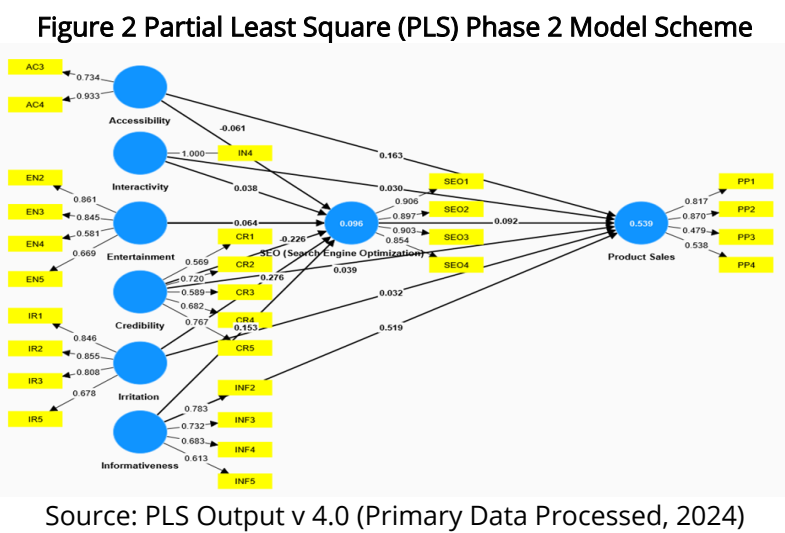 Figure 2 Partial Least Square (PLS) Phase 2 Model Scheme
AC3
0.734
AC4
0.933
Accessibility
-0.061
0.163
1.000
IN4
Interactivity
0.038
0.030
EN2
0.861
EN3
0.845
EN4
0.581
EN5
0.669
Entertainment
0.064
SEO1
0.906
SEO2
0.897
SEO3
0.903
SEO4
0.854
0.096
SEO (Search Engine Optimization)
0.092
0.539
Product Sales
PP1
0.817
PP2
0.870
PP3
0.479
PP4
0.538
CR1
0.569
CR2
0.720
CR3
0.589
CR4
0.682
CR5
0.767
Credibility
-0.226
0.039
IR1
0.846
IR2
0.855
IR3
0.808
IR5
0.678
Irritation
0.276
0.032
0.153
0.519
INF2
0.783
INF3
0.732
INF4
0.683
INF5
0.613
Informativeness
Source: PLS Output v 4.0 (Primary Data Processed, 2024)